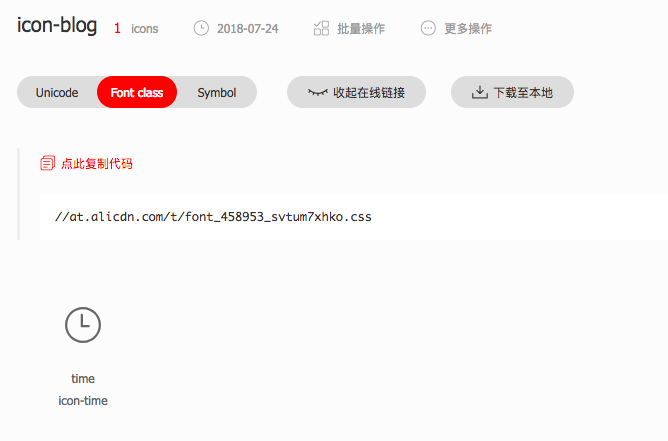 icon-blog 1 icons 2018-07-24 批量操作 更多操作
Unicode Font class Symbol 收起在线链接 下载至本地
点此复制代码
//at.alicdn.com/t/font_458953_svtum7xhko.css
time
icon-time